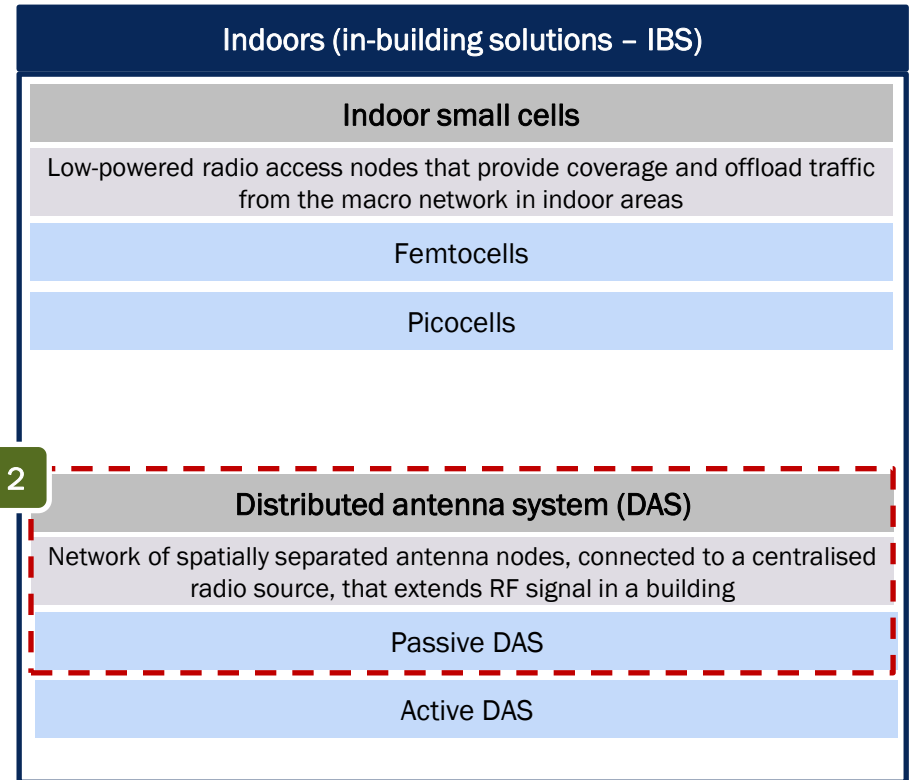 Indoors (in-building solutions – IBS)
Indoor small cells
Low-powered radio access nodes that provide coverage and offload traffic
from the macro network in indoor areas
Femtocells
Picocells
2
Distributed antenna system (DAS)
Network of spatially separated antenna nodes, connected to a centralised
radio source, that extends RF signal in a building
Passive DAS
Active DAS